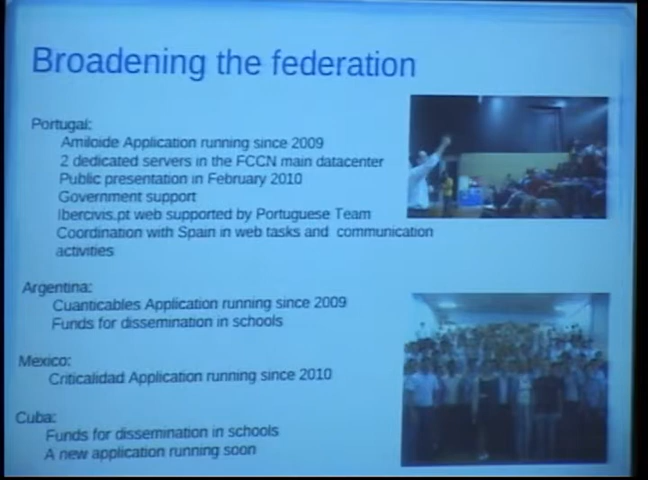 Broadening the federation
Portugal:
Amiloide Application running since 2009
2 dedicated servers in the FCCN main datacenter
Public presentation in February 2010
Government support
Ibercivis.pt web supported by Portuguese Team
Coordination with Spain in web tasks and communication
activities
Argentina:
Cuanticables Application running since 2009
Funds for dissemination in schools
Mexico:
Criticalidad Application running since 2010
Cuba:
Funds for dissemination in schools
A new application running soon